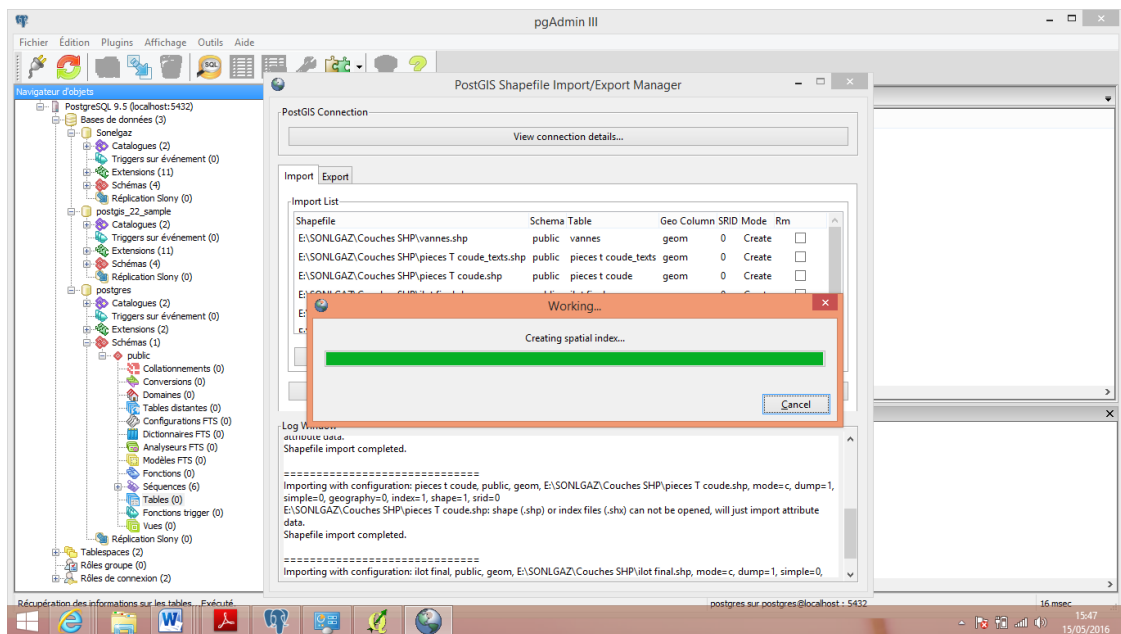 pgAdmin III
Fichier Édition Plugins Affichage Outils Aide
SQL
Navigateur d'objets
PostgreSQL 9.5 (localhost:5432)
Bases de données (3)
Sonelgaz
Catalogues (2)
Triggers sur événement (0)
Extensions (11)
Schémas (4)
Réplication Slony (0)
postgis_22_sample
Catalogues (2)
Triggers sur événement (0)
Extensions (11)
Schémas (4)
Réplication Slony (0)
postgres
Catalogues (2)
Triggers sur événement (0)
Extensions (2)
Schémas (1)
public
Collationnements (0)
Conversions (0)
Domaines (0)
Tables distantes (0)
Configurations FTS (0)
Dictionnaires FTS (0)
Analyseurs FTS (0)
Modèles FTS (0)
Fonctions (0)
Séquences (6)
Tables (0)
Fonctions trigger (0)
Vues (0)
Réplication Slony (0)
Tablespaces (2)
Rôles groupe (0)
Rôles de connexion (2)
PostGIS Shapefile Import/Export Manager
PostGIS Connection
View connection details...
Import Export
Import List
Shapefile Schema Table Geo Column SRID Mode Rm
E:\SONLGAZ\Couches SHP\vannes.shp public vannes geom 0 Create
E:\SONLGAZ\Couches SHP\pieces T coude_texts.shp public pieces t coude_texts geom 0 Create
E:\SONLGAZ\Couches SHP\pieces T coude.shp public pieces t coude geom 0 Create
Working...
Creating spatial index...
Cancel
Log Window
attribute data.
Shapefile import completed.
==============================
Importing with configuration: pieces t coude, public, geom, E:\SONLGAZ\Couches SHP\pieces T coude.shp, mode=c, dump=1,
simple=0, geography=0, index=1, shape=1, srid=0
E:\SONLGAZ\Couches SHP\pieces T coude.shp: shape (.shp) or index files (.shx) can not be opened, will just import attribute
data.
Shapefile import completed.
==============================
Importing with configuration: ilot final, public, geom, E:\SONLGAZ\Couches SHP\ilot final.shp, mode=c, dump=1, simple=0,
Récupération des informations sur les tables... Exécuté.
postgres sur postgres@localhost : 5432
16 msec
15:47
15/05/2016